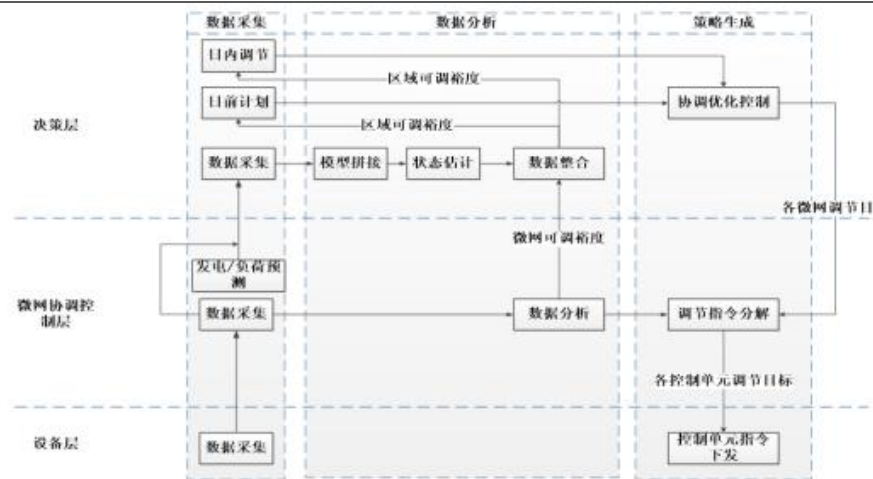 数据采集
数据分析
策略生成
日内调节
区域可调裕度
日前计划
协调优化控制
区域可调裕度
决策层
数据采集
模型拼接
状态估计
数据整合
各微网调节目
微网可调裕度
发电/负荷预
测
微网协调控
制层
数据采集
数据分析
调节指令分解
各控制单元调节目标
设备层
数据采集
控制单元指令
下发